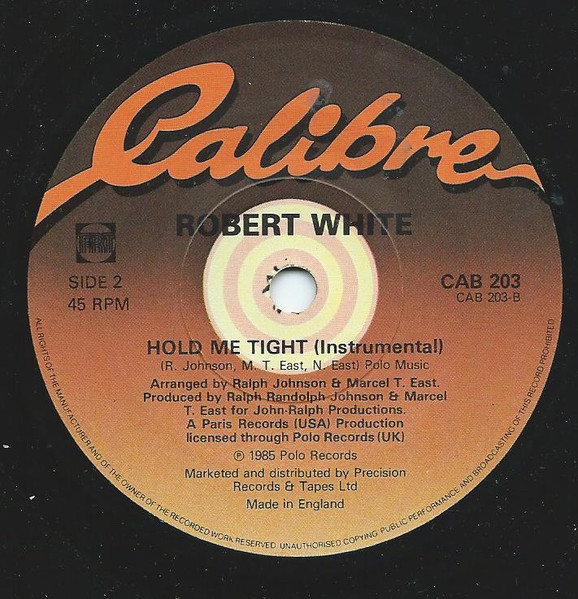 Calibre
ROBERT WHITE
PRT
SIDE 2
45 RPM
CAB 203
CAB 203-B
HOLD ME TIGHT (Instrumental)
(R. Johnson, M. T. East, N. East) Polo Music
Arranged by Ralph Johnson & Marcel T. East.
Produced by Ralph Randolph Johnson & Marcel
T. East for John-Ralph Productions.
A Paris Records (USA) Production
licensed through Polo Records (UK)
℗ 1985 Polo Records
Marketed and distributed by Precision
Records & Tapes Ltd
Made in England
ALL RIGHTS OF THE MANUFACTURER AND OF THE OWNER OF THE RECORDED WORK RESERVED. UNAUTHORISED COPYING, PUBLIC PERFORMANCE AND BROADCASTING OF THIS RECORD PROHIBITED.